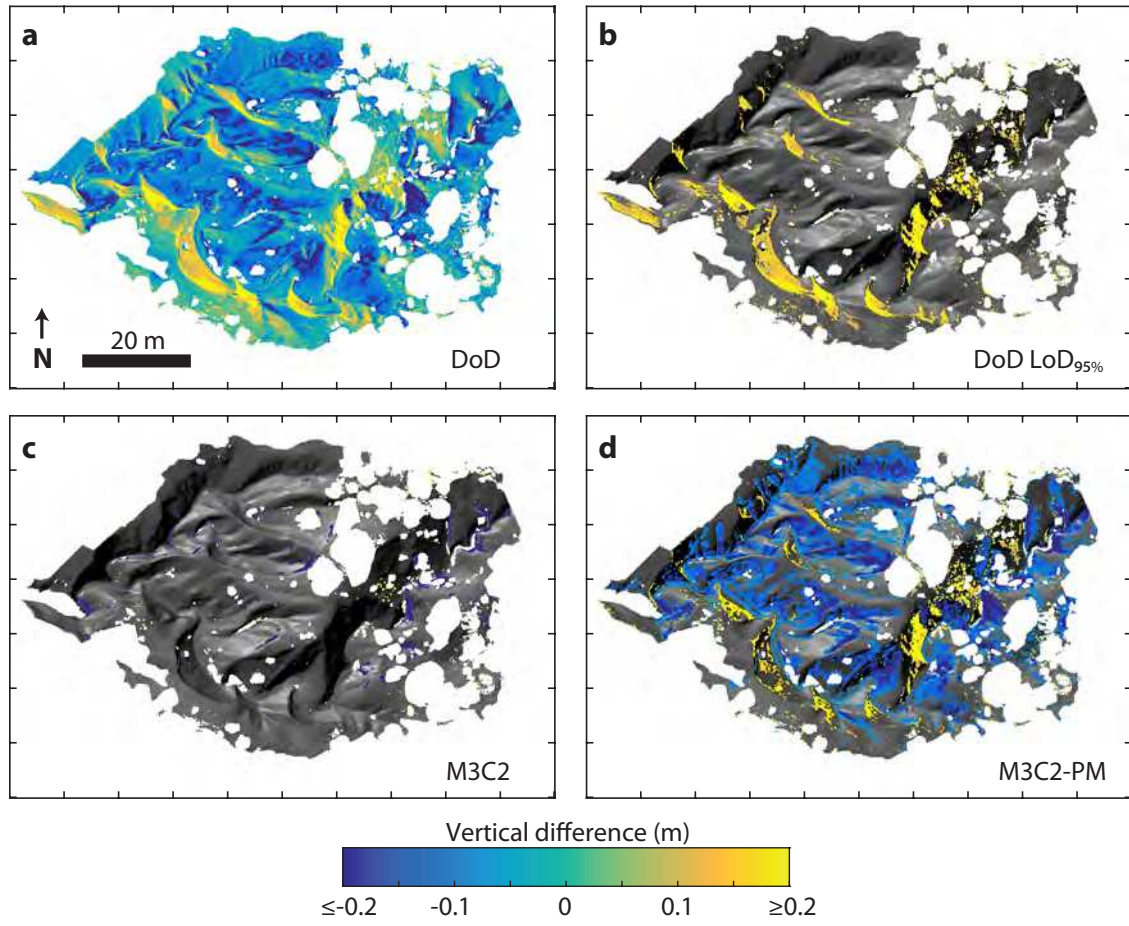 a
b
N
20 m
DoD
DoD LoD95%
c
d
M3C2
M3C2-PM
Vertical difference (m)
≤-0.2 -0.1 0 0.1 ≥0.2